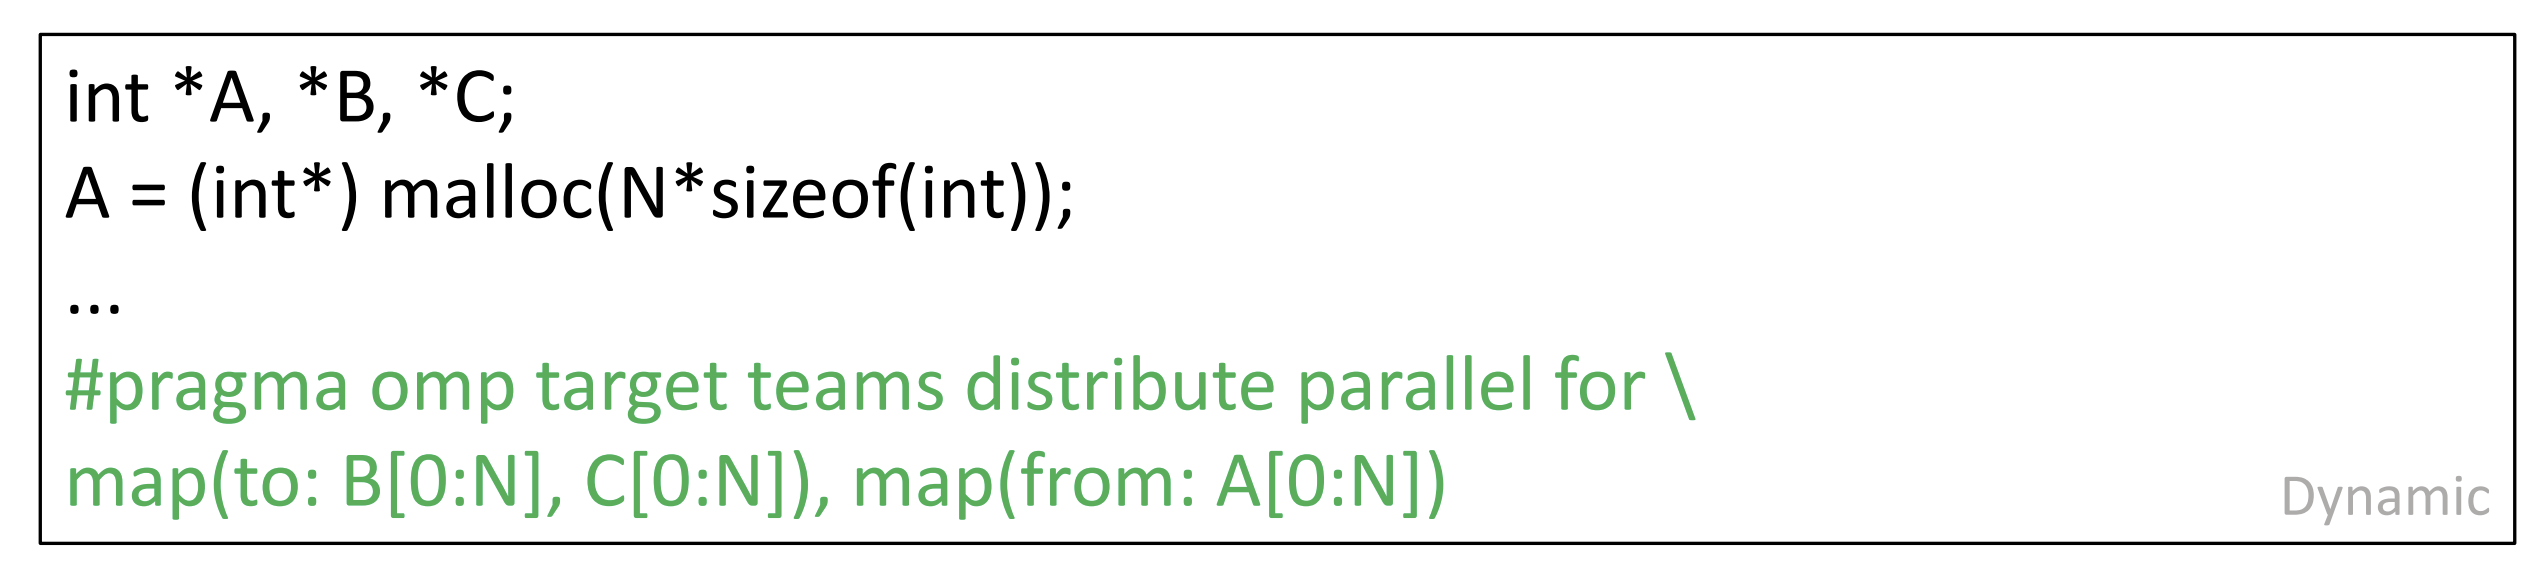 int *A, *B, *C;
A = (int*) malloc(N*sizeof(int));
...
#pragma omp target teams distribute parallel for \
map(to: B[0:N], C[0:N]), map(from: A[0:N])
Dynamic